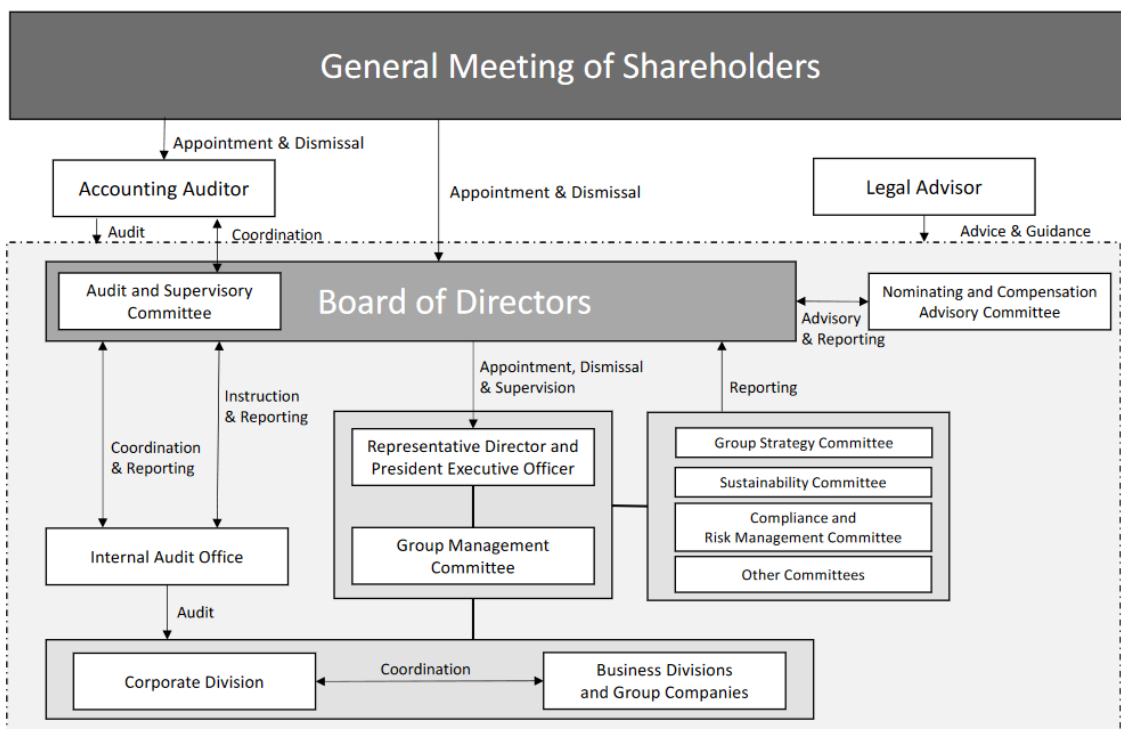 General Meeting of Shareholders
Appointment & Dismissal
Accounting Auditor
Appointment & Dismissal
Legal Advisor
Audit
Coordination
Advice & Guidance
Audit and Supervisory
Committee
Board of Directors
Nominating and Compensation
Advisory Committee
Advisory
& Reporting
Appointment, Dismissal
& Supervision
Reporting
Instruction
& Reporting
Coordination
& Reporting
Representative Director and
President Executive Officer
Group Strategy Committee
Sustainability Committee
Compliance and
Risk Management Committee
Other Committees
Group Management
Committee
Internal Audit Office
Audit
Corporate Division
Coordination
Business Divisions
and Group Companies